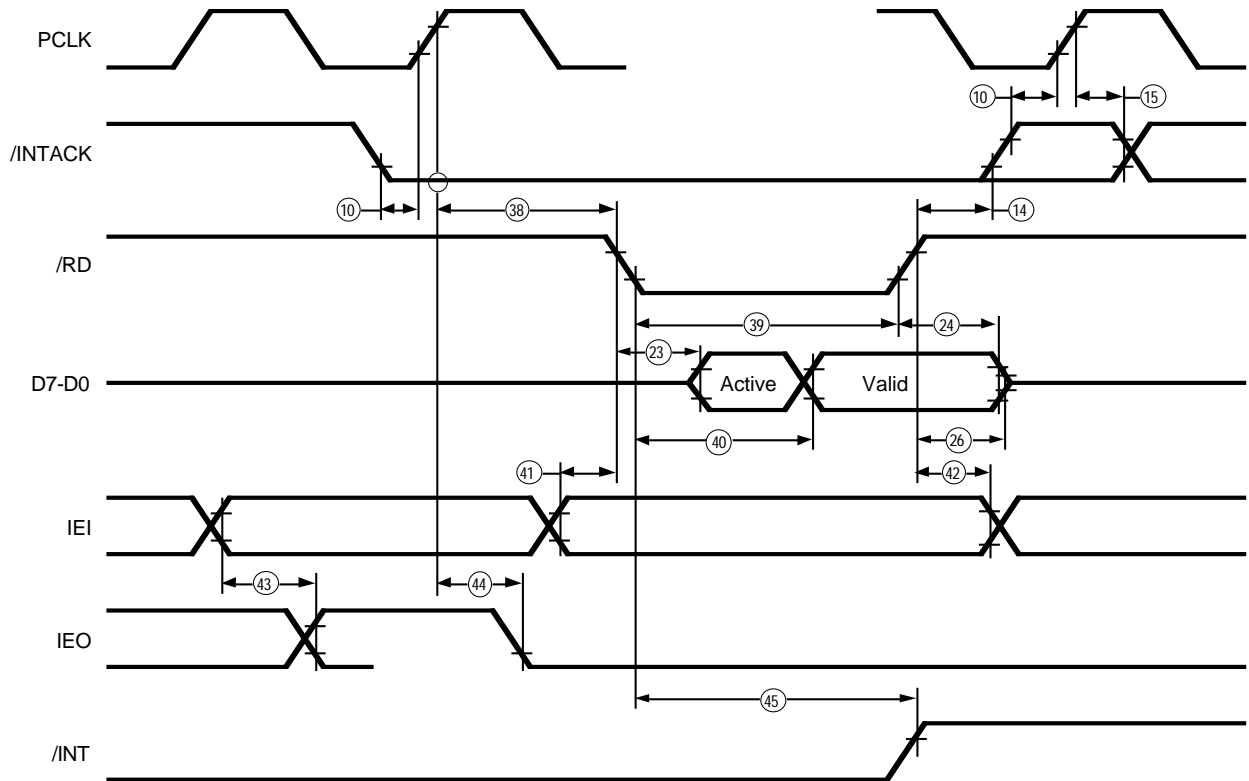 PCLK
10 15
/INTACK
10 38 14
/RD
39 24
23
D7-D0 Active Valid
40 26
41 42
IEI
43 44
IEO
45
/INT